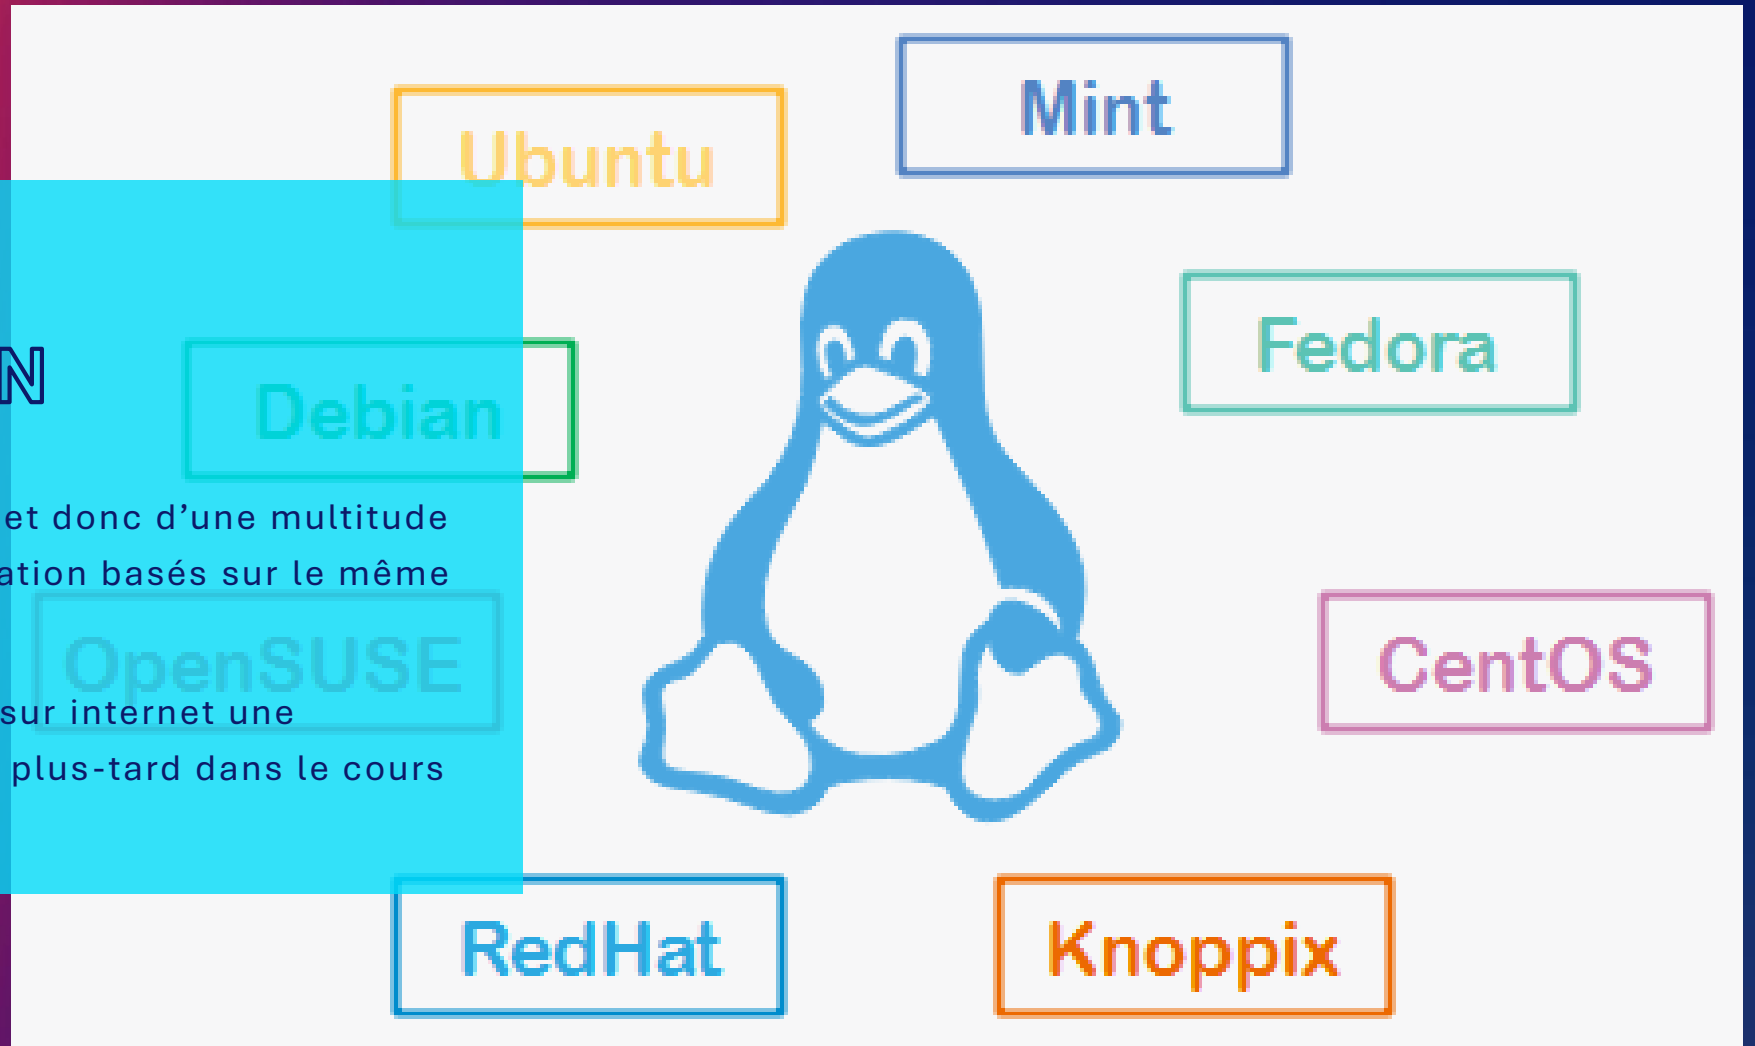 Mint
Ubuntu
Fedora
N
Debian
et donc d’une multitude
ation basés sur le même
OpenSUSE
CentOS
sur internet une
plus-tard dans le cours
RedHat
Knoppix